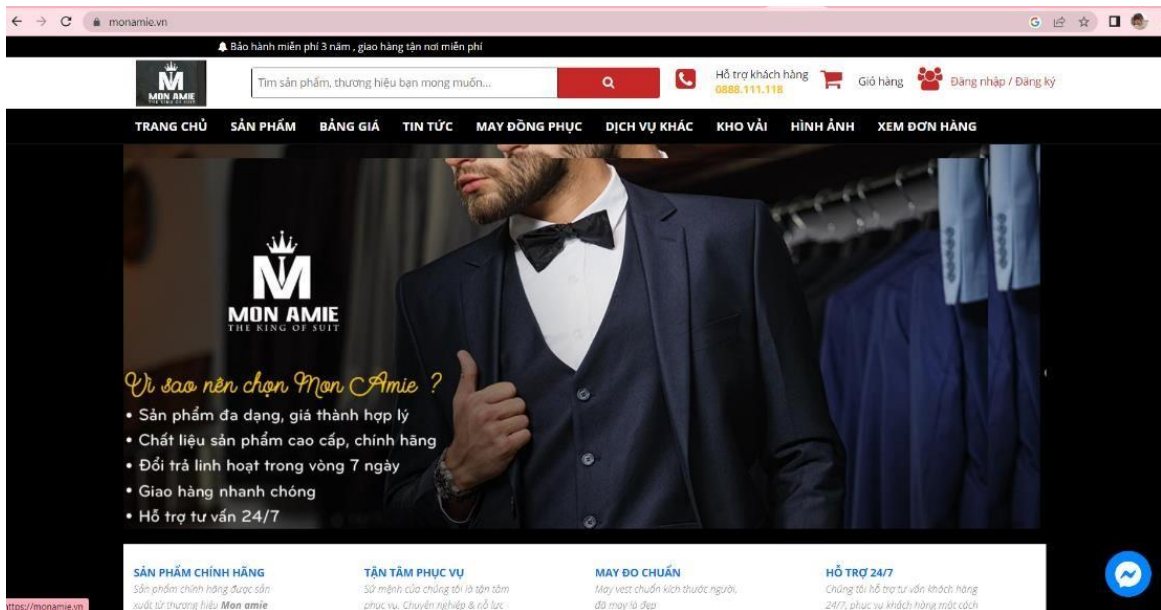 monamie.vn
Bảo hành miễn phí 3 năm , giao hàng tận nơi miễn phí
MON AMIE
THE KING OF SUIT
Tìm sản phẩm, thương hiệu bạn mong muốn...
Hỗ trợ khách hàng
0888.111.118
Giỏ hàng
Đăng nhập / Đăng ký
TRANG CHỦ SẢN PHẨM BẢNG GIÁ TIN TỨC MAY ĐỒNG PHỤC DỊCH VỤ KHÁC KHO VẢI HÌNH ẢNH XEM ĐƠN HÀNG
MON AMIE
THE KING OF SUIT
Vì sao nên chọn Mon Amie ?
• Sản phẩm đa dạng, giá thành hợp lý
• Chất liệu sản phẩm cao cấp, chính hãng
• Đổi trả linh hoạt trong vòng 7 ngày
• Giao hàng nhanh chóng
• Hỗ trợ tư vấn 24/7
SẢN PHẨM CHÍNH HÃNG
Sản phẩm chính hãng được sản
xuất từ thương hiệu Mon amie
TẬN TÂM PHỤC VỤ
Sứ mệnh của chúng tôi là tận tâm
phục vụ. Chuyên nghiệp & nỗ lực
MAY ĐO CHUẨN
May vest chuẩn kích thước người,
đã may là đẹp
HỖ TRỢ 24/7
Chúng tôi hỗ trợ tư vấn khách hàng
24/7, phục vụ khách hàng một cách
https://monamie.vn